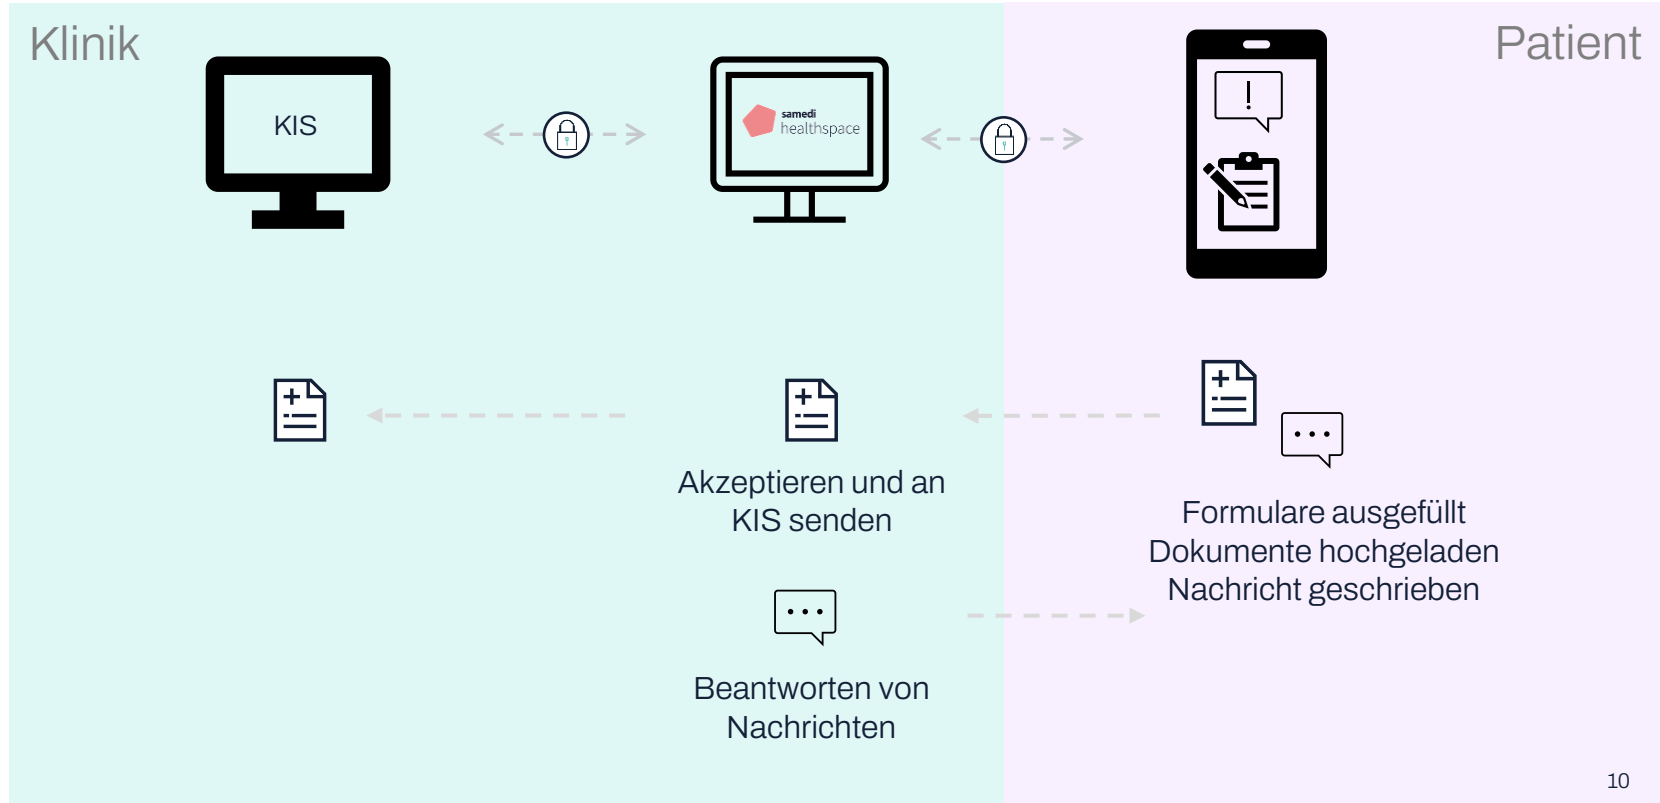 Klinik
Patient
KIS
samedi
healthspace
!
Akzeptieren und an
KIS senden
Formulare ausgefüllt
Dokumente hochgeladen
Nachricht geschrieben
Beantworten von
Nachrichten
10